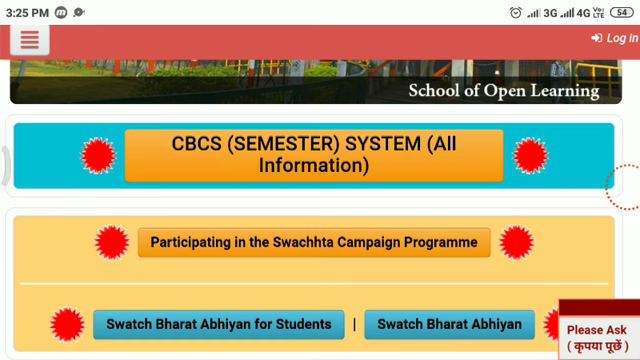 3:25 PM
3G 4G VoLTE 54
Log in
School of Open Learning
CBCS (SEMESTER) SYSTEM (All
Information)
Participating in the Swachhta Campaign Programme
Swatch Bharat Abhiyan for Students | Swatch Bharat Abhiyan
Please Ask
( कृपया पूछें )